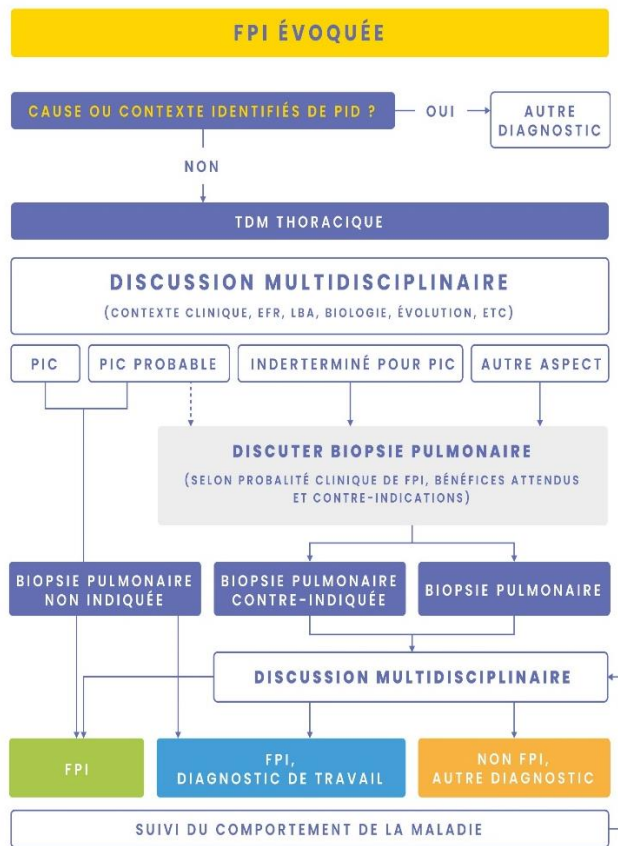 FPI ÉVOQUÉE
CAUSE OU CONTEXTE IDENTIFIÉS DE PID ?
OUI
AUTRE
DIAGNOSTIC
NON
TDM THORACIQUE
DISCUSSION MULTIDISCIPLINAIRE
(CONTEXTE CLINIQUE, EFR, LBA, BIOLOGIE, ÉVOLUTION, ETC)
PIC
PIC PROBABLE
INDERTERMINÉ POUR PIC
AUTRE ASPECT
DISCUTER BIOPSIE PULMONAIRE
(SELON PROBALITÉ CLINIQUE DE FPI, BÉNÉFICES ATTENDUS
ET CONTRE-INDICATIONS)
BIOPSIE PULMONAIRE
NON INDIQUÉE
BIOPSIE PULMONAIRE
CONTRE-INDIQUÉE
BIOPSIE PULMONAIRE
DISCUSSION MULTIDISCIPLINAIRE
FPI
FPI,
DIAGNOSTIC DE TRAVAIL
NON FPI,
AUTRE DIAGNOSTIC
SUIVI DU COMPORTEMENT DE LA MALADIE